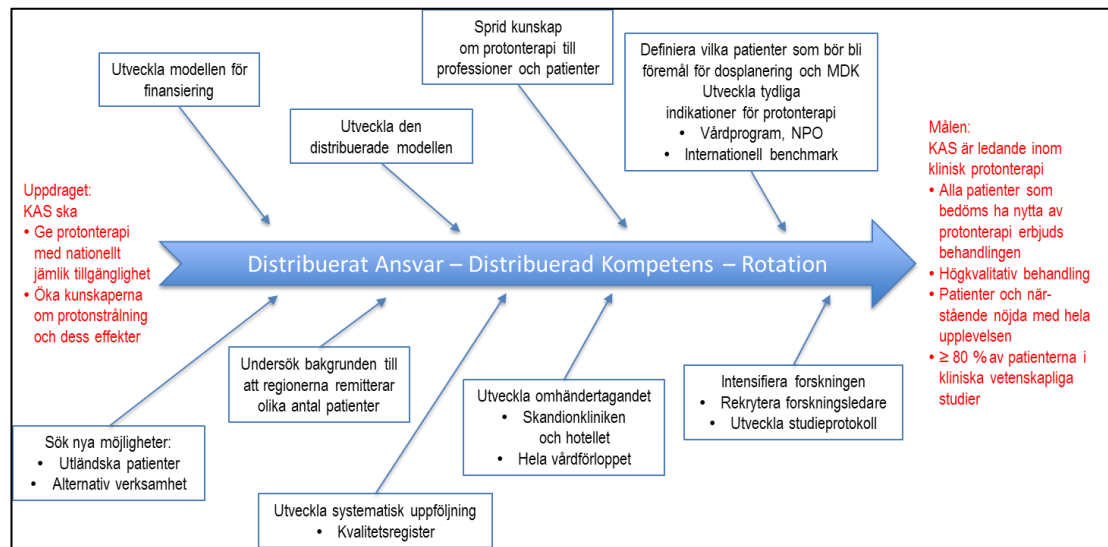 Utveckla modellen för
finansiering
Sprid kunskap
om protonterapi till
professioner och patienter
Definiera vilka patienter som bör bli
föremål för dosplanering och MDK
Utveckla tydliga
indikationer för protonterapi
• Vårdprogram, NPO
• Internationell benchmark
Utveckla den
distribuerade modellen
Uppdraget:
KAS ska
• Ge protonterapi
med nationellt
jämlik tillgänglighet
• Öka kunskaperna
om protonstrålning
och dess effekter
Distribuerat Ansvar – Distribuerad Kompetens – Rotation
Målen:
KAS är ledande inom
klinisk protonterapi
• Alla patienter som
bedöms ha nytta av
protonterapi erbjuds
behandlingen
• Högkvalitativ behandling
• Patienter och när-
stående nöjda med hela
upplevelsen
• ≥ 80 % av patienterna i
kliniska vetenskapliga
studier
Sök nya möjligheter:
• Utländska patienter
• Alternativ verksamhet
Undersök bakgrunden till
att regionerna remitterar
olika antal patienter
Utveckla systematisk uppföljning
• Kvalitetsregister
Utveckla omhändertagandet
• Skandionkliniken
och hotellet
• Hela vårdförloppet
Intensifiera forskningen
• Rekrytera forskningsledare
• Utveckla studieprotokoll